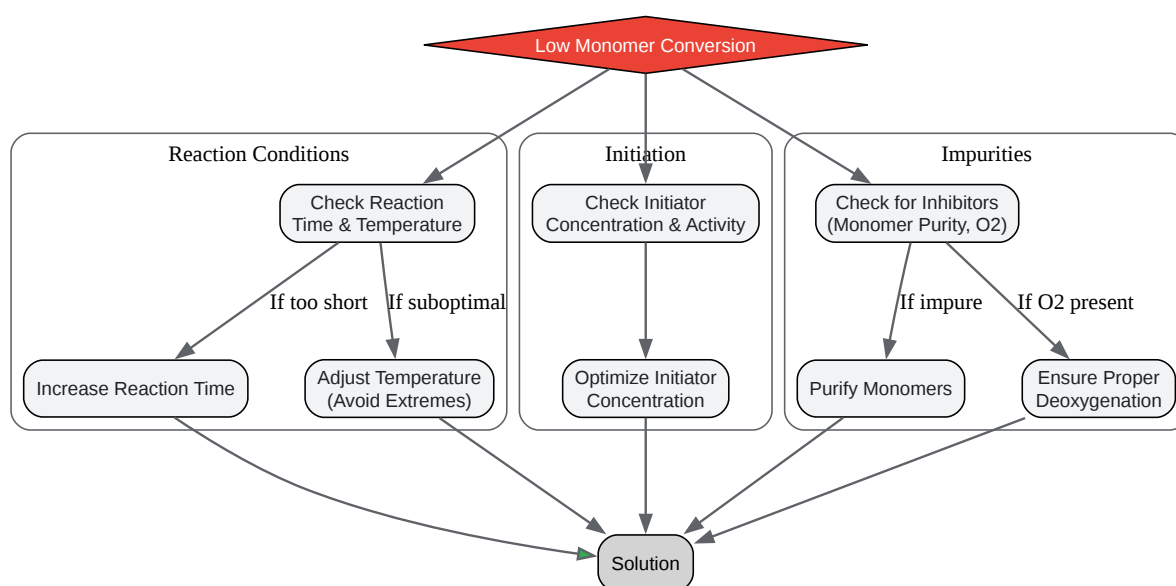 Low Monomer Conversion
Reaction Conditions
Initiation
Impurities
Check Reaction
Time & Temperature
Check Initiator
Concentration & Activity
Check for Inhibitors
(Monomer Purity, O2)
If too short
If suboptimal
If impure
If O2 present
Increase Reaction Time
Adjust Temperature
(Avoid Extremes)
Optimize Initiator
Concentration
Purify Monomers
Ensure Proper
Deoxygenation
Solution